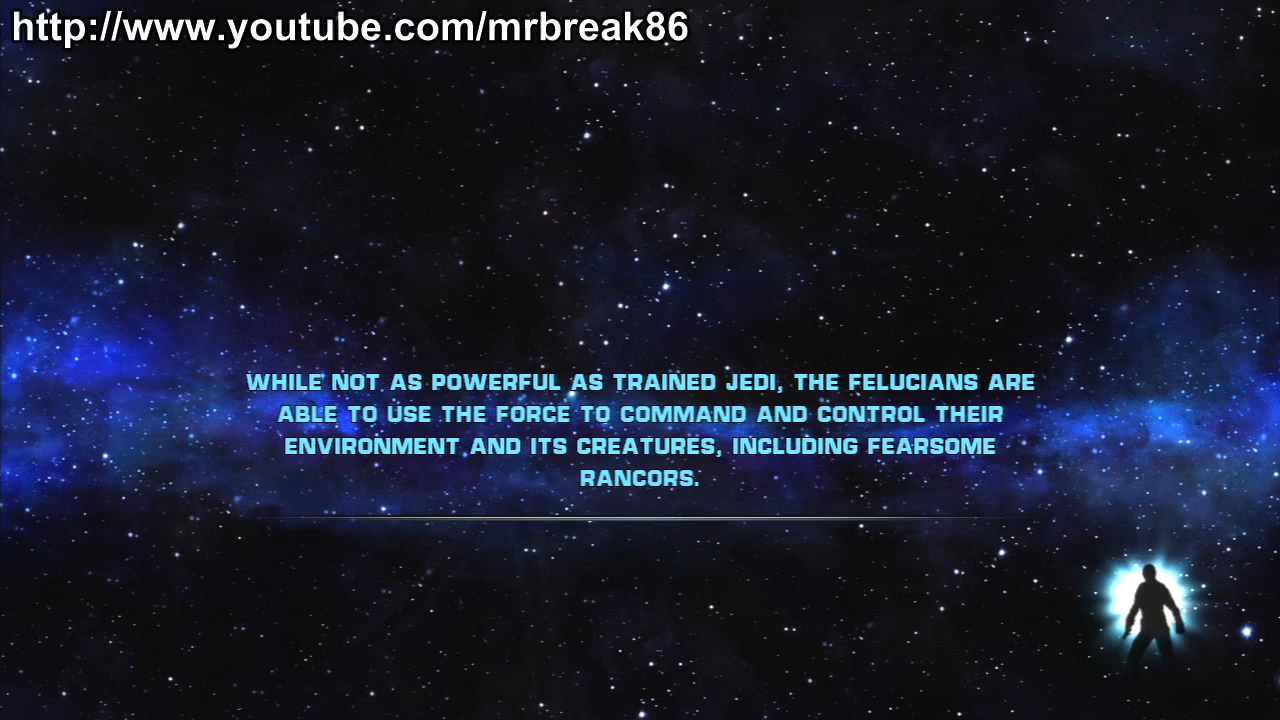 http://www.youtube.com/mrbreak86
WHILE NOT AS POWERFUL AS TRAINED JEDI, THE FELUCIANS ARE
ABLE TO USE THE FORCE TO COMMAND AND CONTROL THEIR
ENVIRONMENT AND ITS CREATURES, INCLUDING FEARSOME
RANCORS.